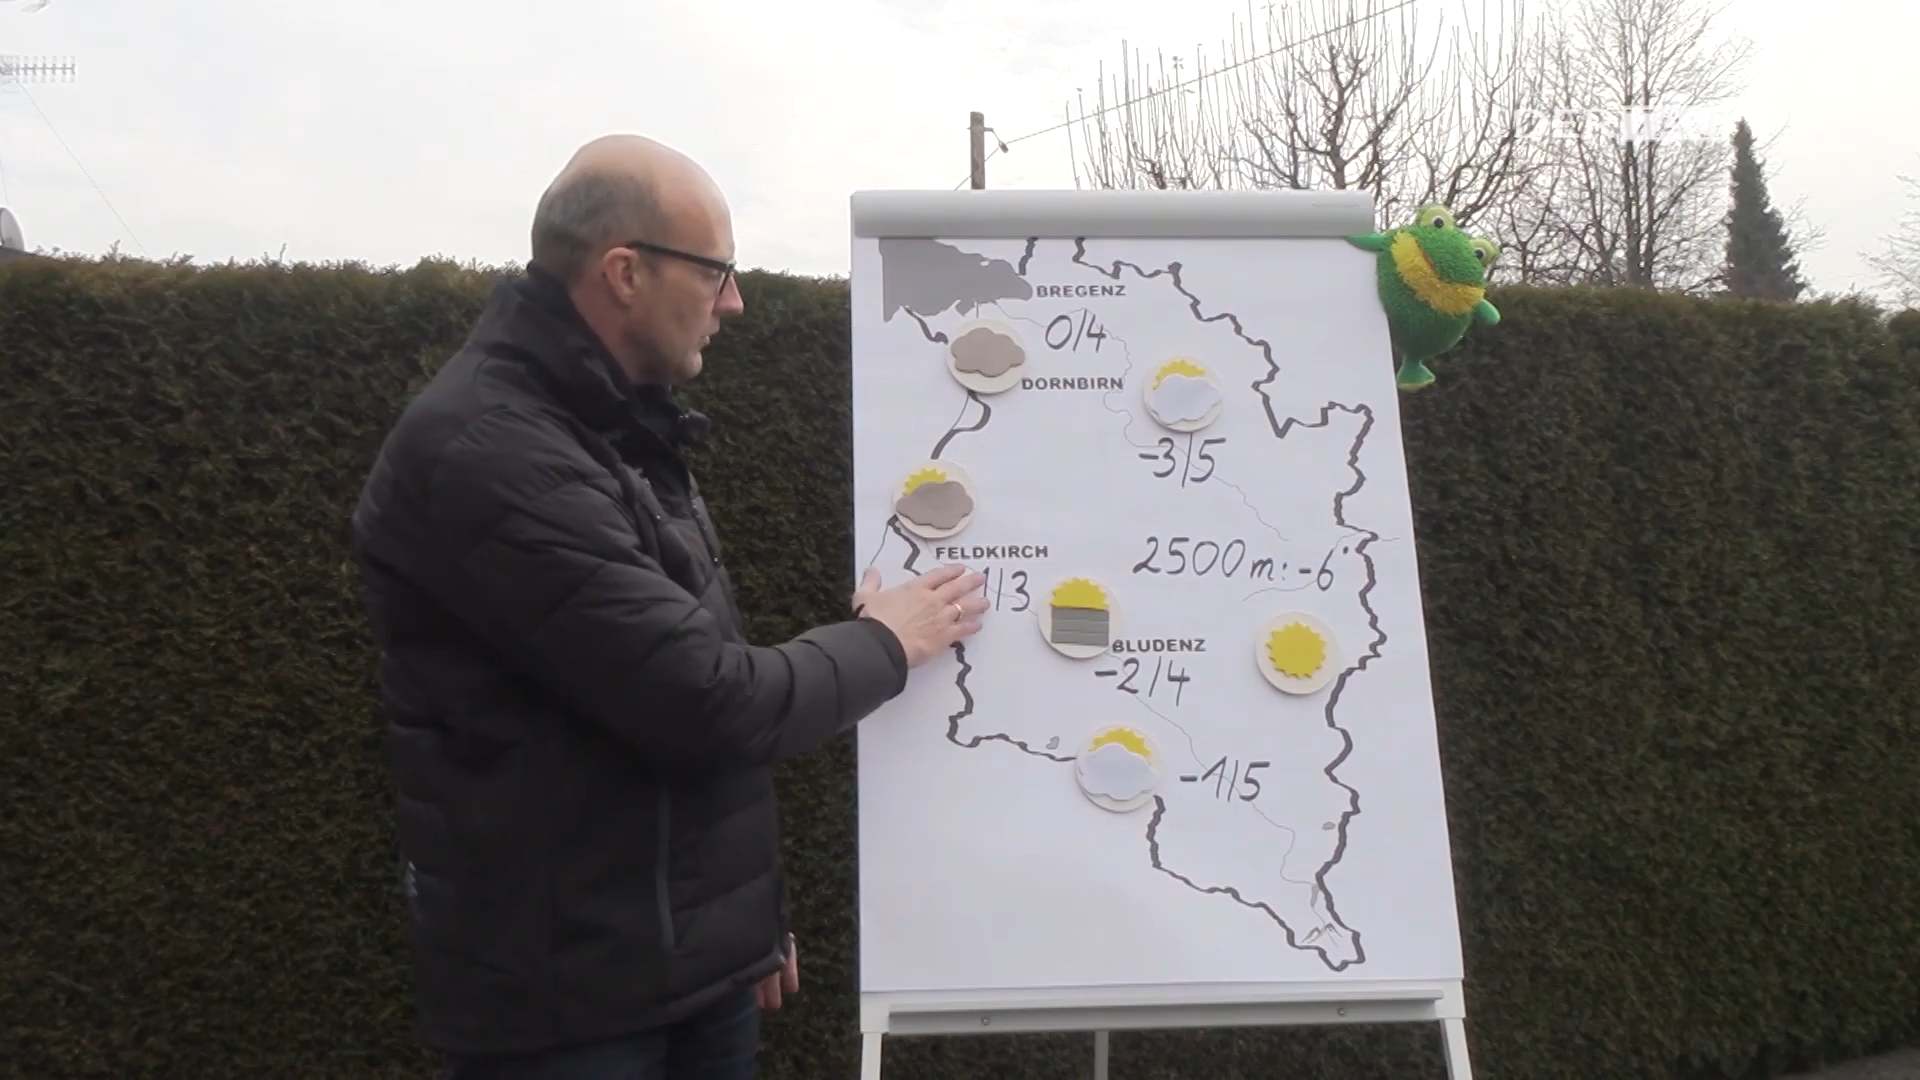 BREGENZ
0/4
DORNBIRN
-3/5
2500m: -6°
FELDKIRCH
1/3
BLUDENZ
-2/4
-1/5